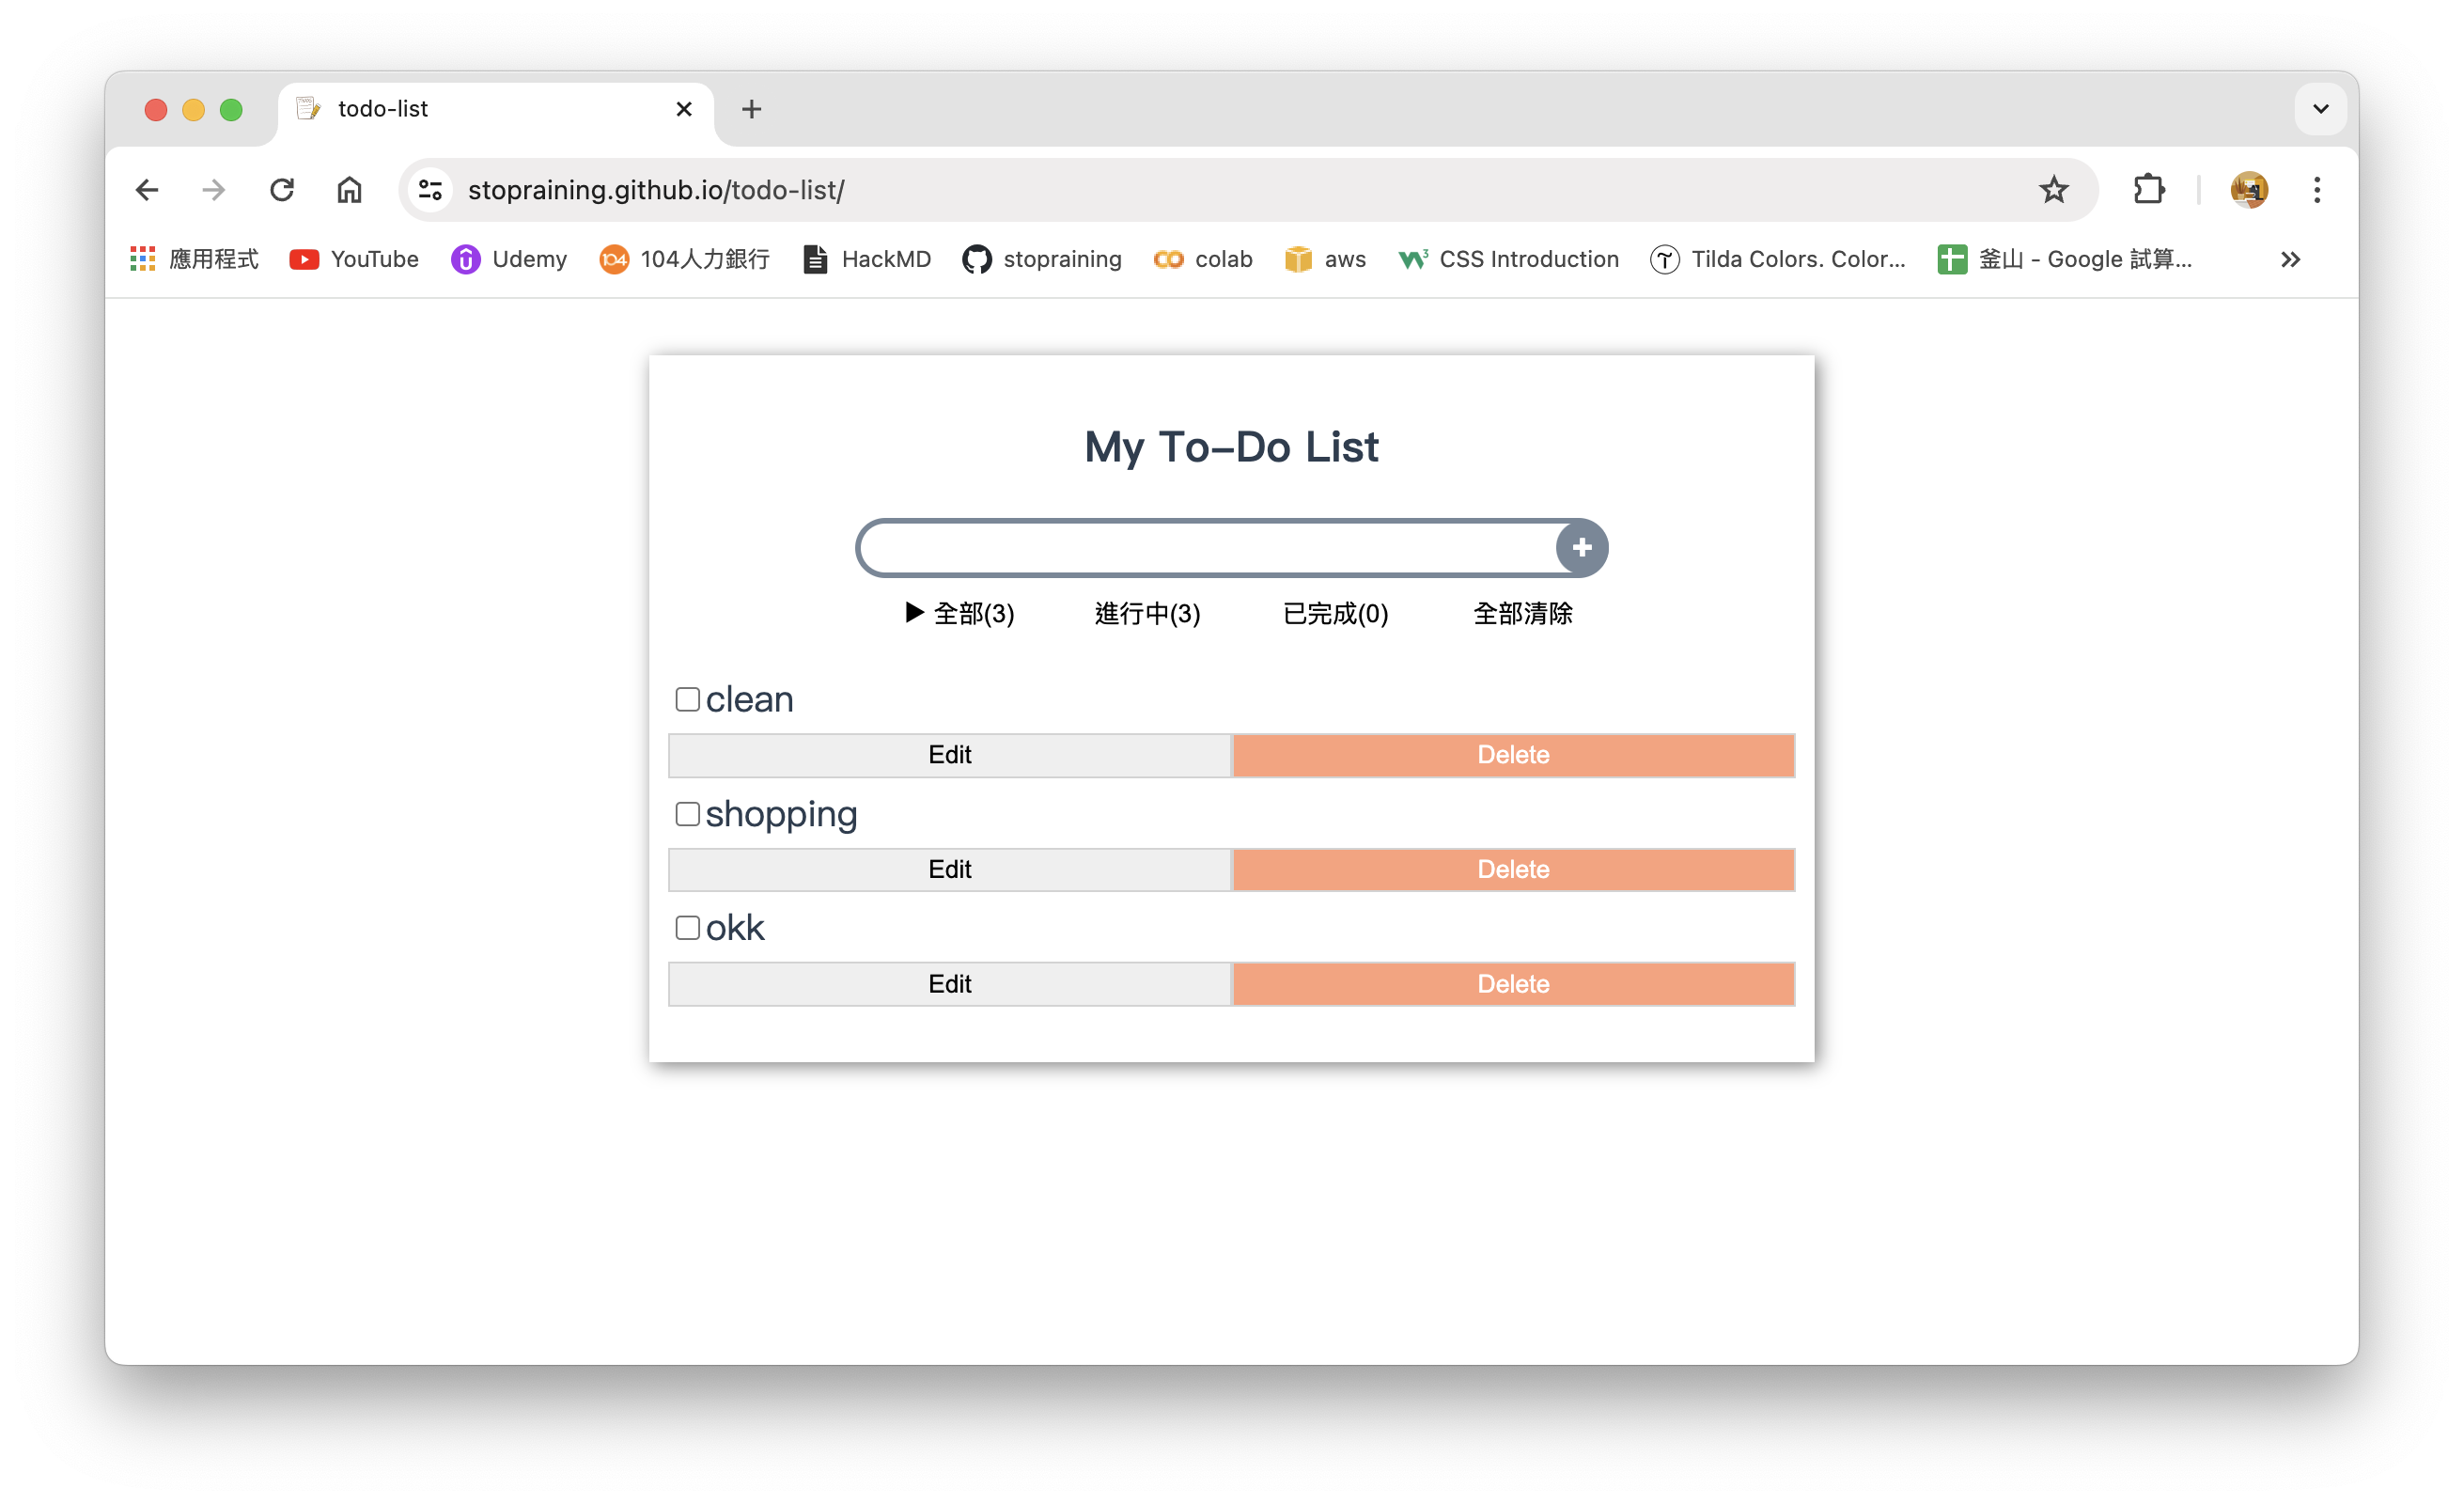 todo-list
stopraining.github.io/todo-list/
應用程式 YouTube Udemy 104 104人力銀行 HackMD stopraining colab aws CSS Introduction Tilda Colors. Color... 釜山 - Google 試算...
My To-Do List
▶ 全部(3) 進行中(3) 已完成(0) 全部清除
clean
Edit Delete
shopping
Edit Delete
okk
Edit Delete